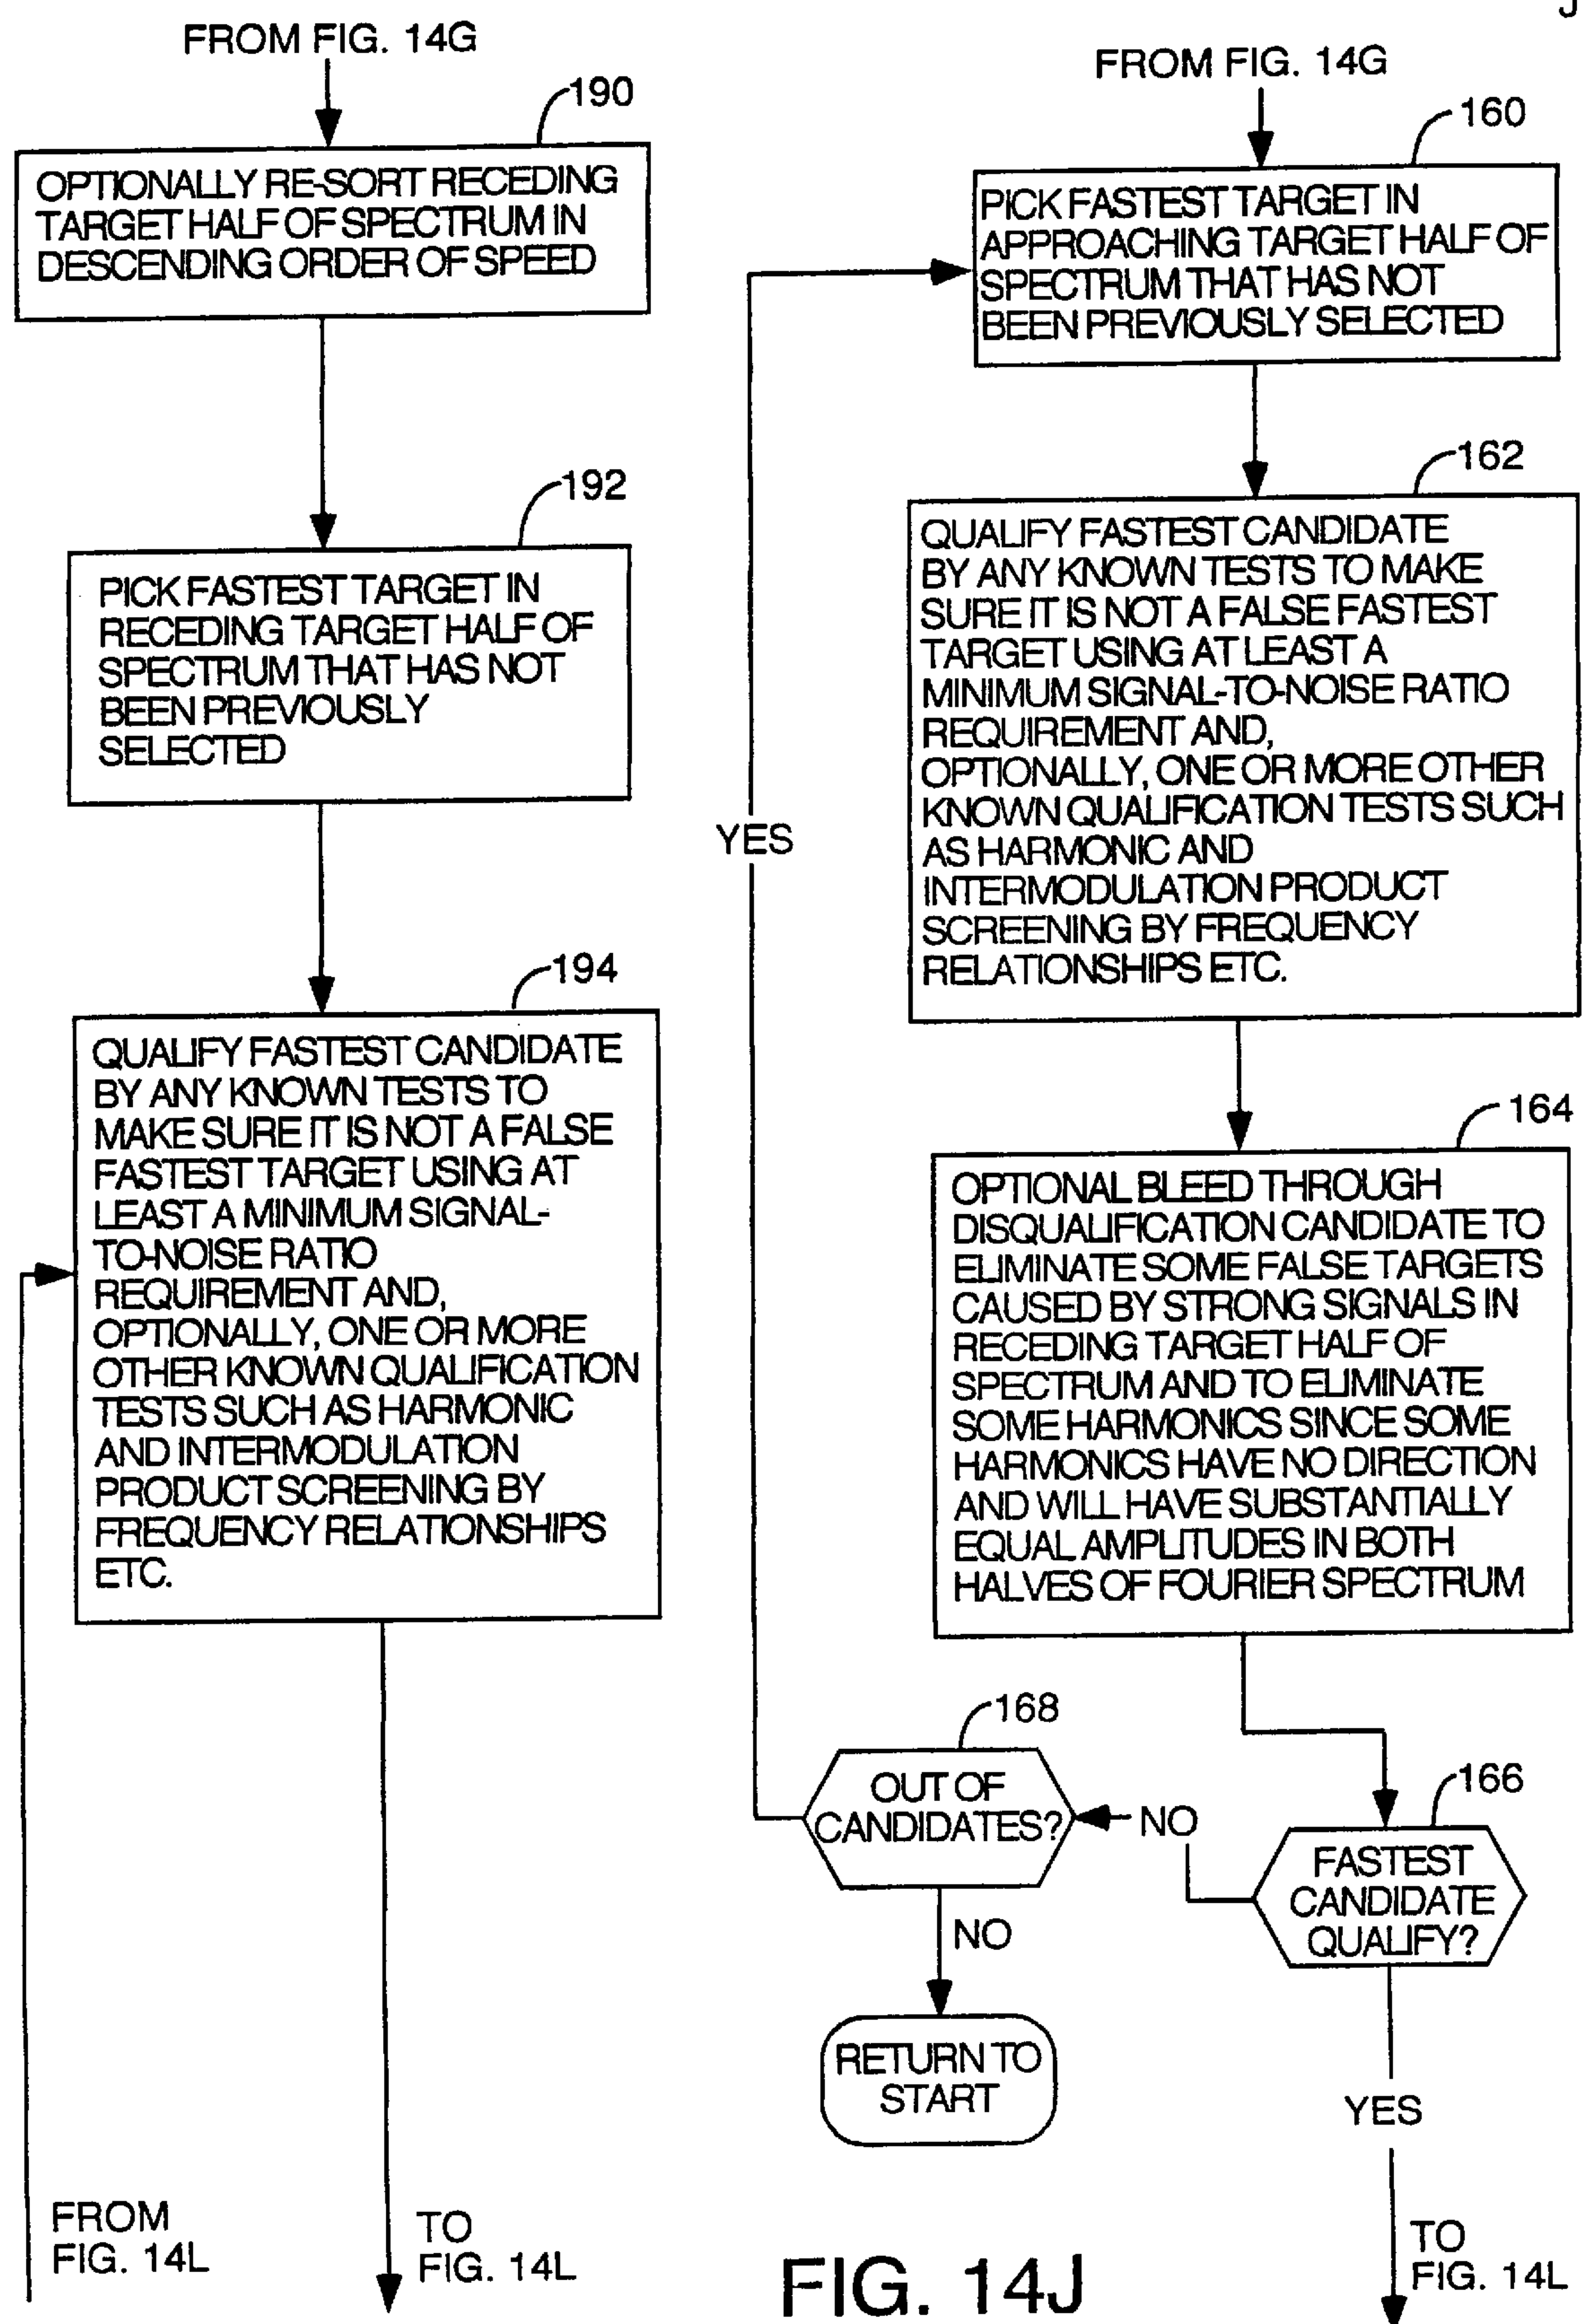 J
FROM FIG. 14G
190
OPTIONALLY RE-SORT RECEDING
TARGET HALF OF SPECTRUM IN
DESCENDING ORDER OF SPEED
192
PICK FASTEST TARGET IN
RECEDING TARGET HALF OF
SPECTRUM THAT HAS NOT
BEEN PREVIOUSLY
SELECTED
194
QUALIFY FASTEST CANDIDATE
BY ANY KNOWN TESTS TO
MAKE SURE IT IS NOT A FALSE
FASTEST TARGET USING AT
LEAST A MINIMUM SIGNAL-
TO-NOISE RATIO
REQUIREMENT AND,
OPTIONALLY, ONE OR MORE
OTHER KNOWN QUALIFICATION
TESTS SUCH AS HARMONIC
AND INTERMODULATION
PRODUCT SCREENING BY
FREQUENCY RELATIONSHIPS
ETC.
FROM
FIG. 14L
TO
FIG. 14L
FROM FIG. 14G
160
PICK FASTEST TARGET IN
APPROACHING TARGET HALF OF
SPECTRUM THAT HAS NOT
BEEN PREVIOUSLY SELECTED
162
QUALIFY FASTEST CANDIDATE
BY ANY KNOWN TESTS TO MAKE
SURE IT IS NOT A FALSE FASTEST
TARGET USING AT LEAST A
MINIMUM SIGNAL-TO-NOISE RATIO
REQUIREMENT AND,
OPTIONALLY, ONE OR MORE OTHER
KNOWN QUALIFICATION TESTS SUCH
AS HARMONIC AND
INTERMODULATION PRODUCT
SCREENING BY FREQUENCY
RELATIONSHIPS ETC.
YES
164
OPTIONAL BLEED THROUGH
DISQUALIFICATION CANDIDATE TO
ELIMINATE SOME FALSE TARGETS
CAUSED BY STRONG SIGNALS IN
RECEDING TARGET HALF OF
SPECTRUM AND TO ELIMINATE
SOME HARMONICS SINCE SOME
HARMONICS HAVE NO DIRECTION
AND WILL HAVE SUBSTANTIALLY
EQUAL AMPLITUDES IN BOTH
HALVES OF FOURIER SPECTRUM
168
OUT OF
CANDIDATES?
NO
166
FASTEST
CANDIDATE
QUALIFY?
NO
RETURN TO
START
YES
TO
FIG. 14L
FIG. 14J